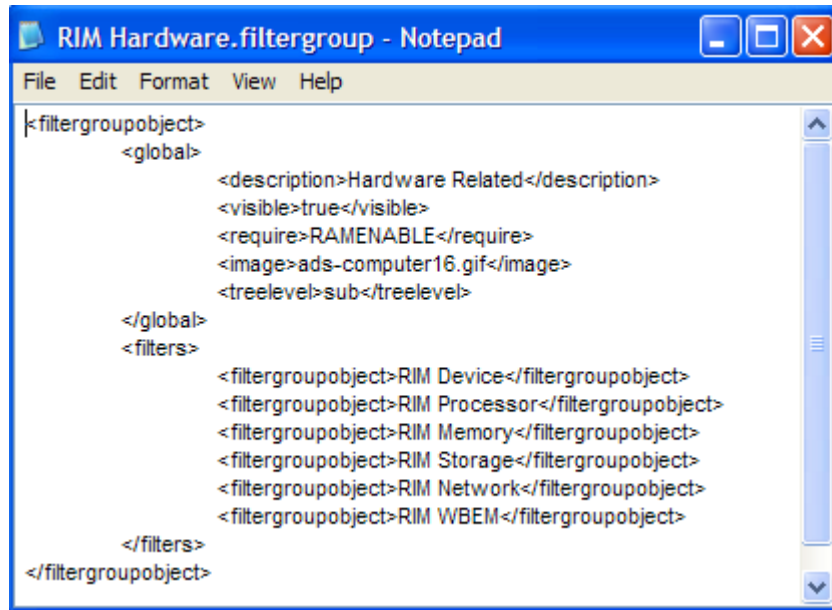 RIM Hardware.filtergroup - Notepad
File Edit Format View Help
<filtergroupobject>
<global>
<description>Hardware Related</description>
<visible>true</visible>
<require>RAMENABLE</require>
<image>ads-computer16.gif</image>
<treelevel>sub</treelevel>
</global>
<filters>
<filtergroupobject>RIM Device</filtergroupobject>
<filtergroupobject>RIM Processor</filtergroupobject>
<filtergroupobject>RIM Memory</filtergroupobject>
<filtergroupobject>RIM Storage</filtergroupobject>
<filtergroupobject>RIM Network</filtergroupobject>
<filtergroupobject>RIM WBEM</filtergroupobject>
</filters>
</filtergroupobject>